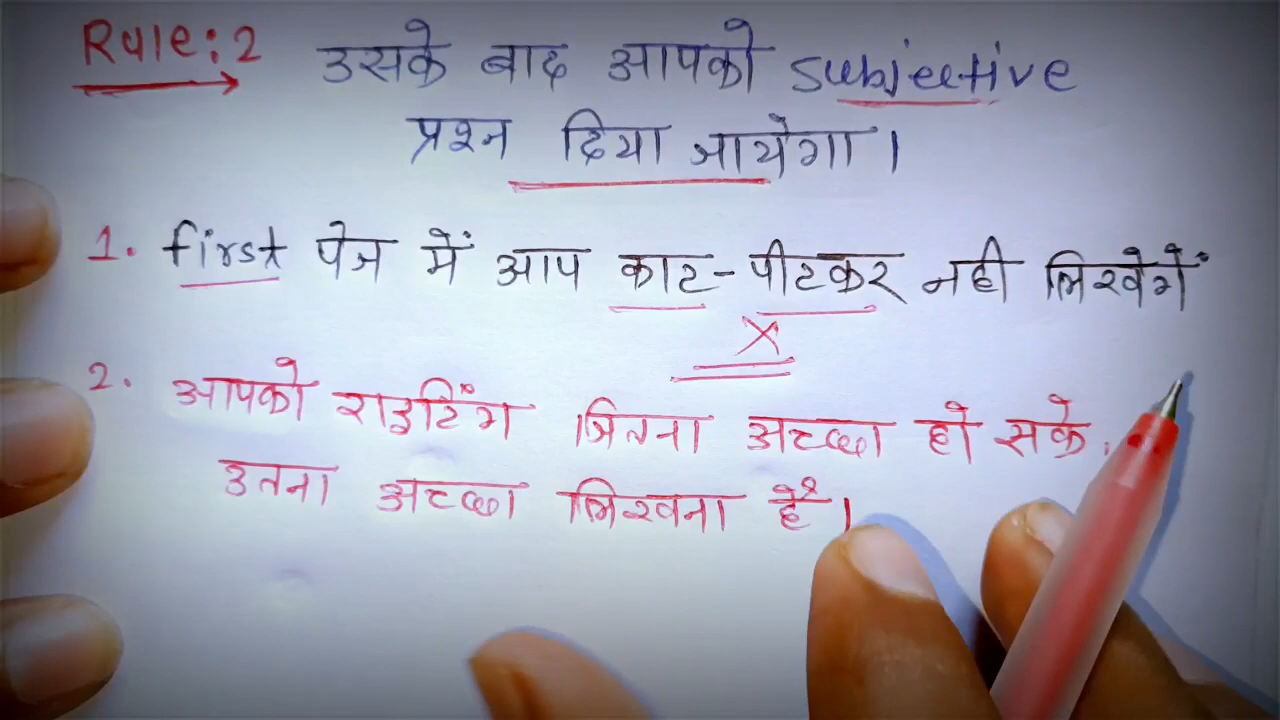 Rule:2 उसके बाद आपको subjective
प्रश्न दिया जायेगा।
1. first पेज में आप काट-पीटकर नही लिखेगें
X
2. आपको राइटिंग जितना अच्छा हो सके,
उतना अच्छा लिखना है।